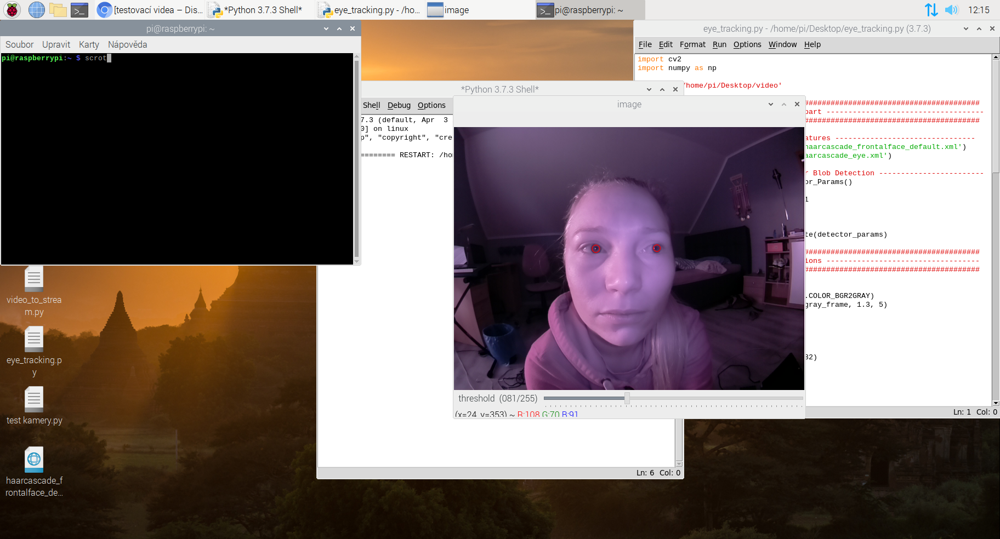 [testovací videa – Dis...
*Python 3.7.3 Shell*
eye_tracking.py - /ho...
image
pi@raspberrypi: ~
12:15
pi@raspberrypi: ~
Soubor Upravit Karty Nápověda
pi@raspberrypi:~ $ scrot
eye_tracking.py - /home/pi/Desktop/eye_tracking.py (3.7.3)
File Edit Format Run Options Window Help
import cv2
import numpy as np
/home/pi/Desktop/video'
########################################
part ------------------------------------
########################################
atures --------------------------------
haarcascade_frontalface_default.xml')
aarcascade_eye.xml')
r Blob Detection ------------------------
or_Params()
1
te(detector_params)
########################################
ions -----------------------------------
########################################
.COLOR_BGR2GRAY)
gray_frame, 1.3, 5)
32)
Ln: 1 Col: 0
*Python 3.7.3 Shell*
Shell Debug Options
7.3 (default, Apr  3
0] on linux
p", "copyright", "cre
======== RESTART: /ho
Ln: 6 Col: 0
image
threshold (081/255)
(x=24, y=353) ~ R:108 G:70 B:91
video_to_strea
m.py
eye_tracking.p
y
test kamery.py
haarcascade_f
rontalface_de...